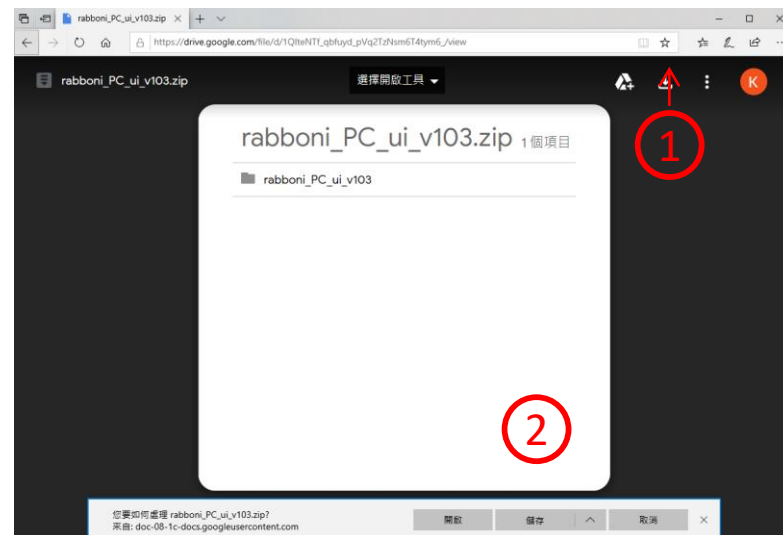 rabboni_PC_ui_v103.zip
https://drive.google.com/file/d/1QIteNTf_qbfuyd_pVq2TzNsm6T4tym6_/view
rabboni_PC_ui_v103.zip
選擇開啟工具
K
1
rabboni_PC_ui_v103.zip 1 個項目
rabboni_PC_ui_v103
2
您要如何處理 rabboni_PC_ui_v103.zip?
來自: doc-08-1c-docs.googleusercontent.com
開啟
儲存
取消